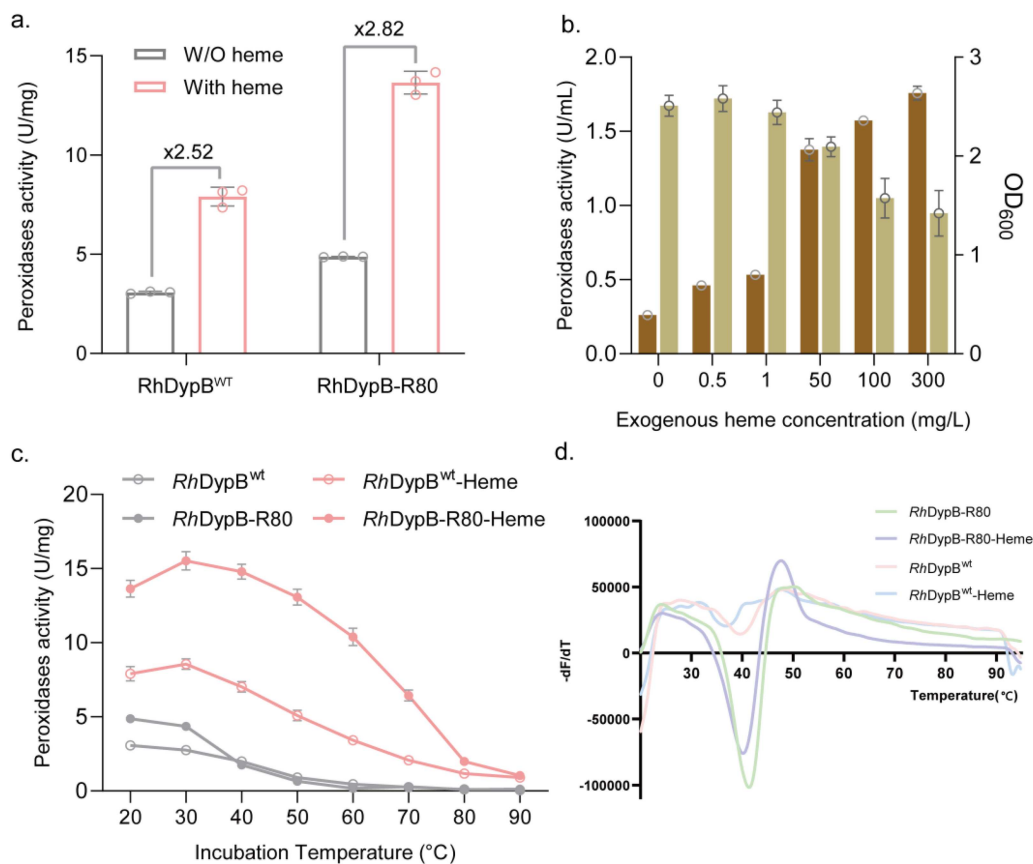 a.
x2.82
W/O heme
With heme
x2.52
Peroxidases activity (U/mg)
15
10
5
0
RhDypBᵂᵀ
RhDypB-R80
b.
Peroxidases activity (U/mL)
2.0
1.5
1.0
0.5
0.0
3
2
1
0
OD₆₀₀
0 0.5 1 50 100 300
Exogenous heme concentration (mg/L)
c.
RhDypBʷᵗ
RhDypBʷᵗ-Heme
RhDypB-R80
RhDypB-R80-Heme
Peroxidases activity (U/mg)
20
15
10
5
0
20 30 40 50 60 70 80 90
Incubation Temperature (°C)
d.
RhDypB-R80
RhDypB-R80-Heme
RhDypBʷᵗ
RhDypBʷᵗ-Heme
-dF/dT
100000
50000
0
-50000
-100000
30 40 50 60 70 80 90
Temperature(℃)